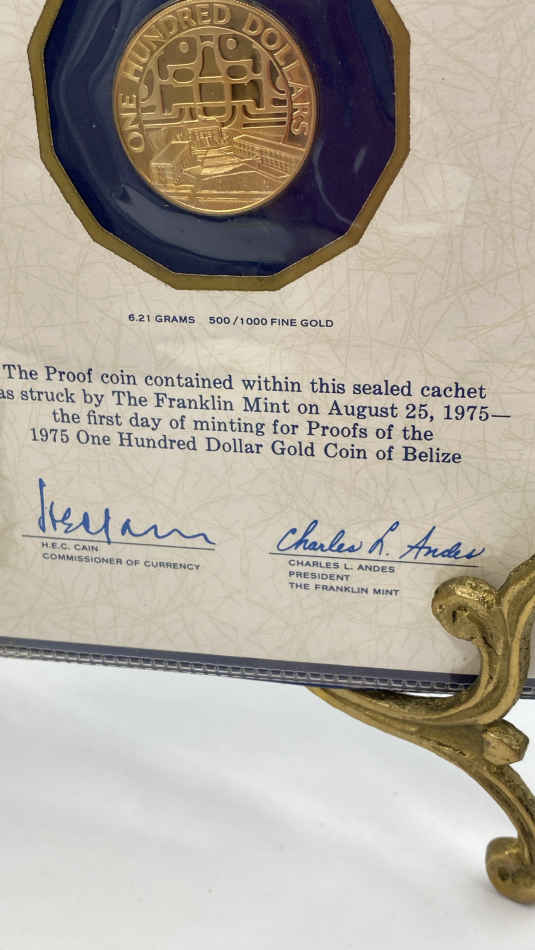 ONE HUNDRED DOLLARS
6.21 GRAMS 500/1000 FINE GOLD
The Proof coin contained within this sealed cachet
as struck by The Franklin Mint on August 25, 1975—
the first day of minting for Proofs of the
1975 One Hundred Dollar Gold Coin of Belize
Charles L. Andes
H.E.C. CAIN
COMMISSIONER OF CURRENCY
CHARLES L. ANDES
PRESIDENT
THE FRANKLIN MINT